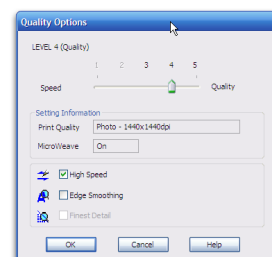 Quality Options
LEVEL 4 (Quality)
1 2 3 4 5
Speed Quality
Setting Information
Print Quality Photo - 1440x1440dpi
MicroWeave On
High Speed
Edge Smoothing
Finest Detail
OK Cancel Help